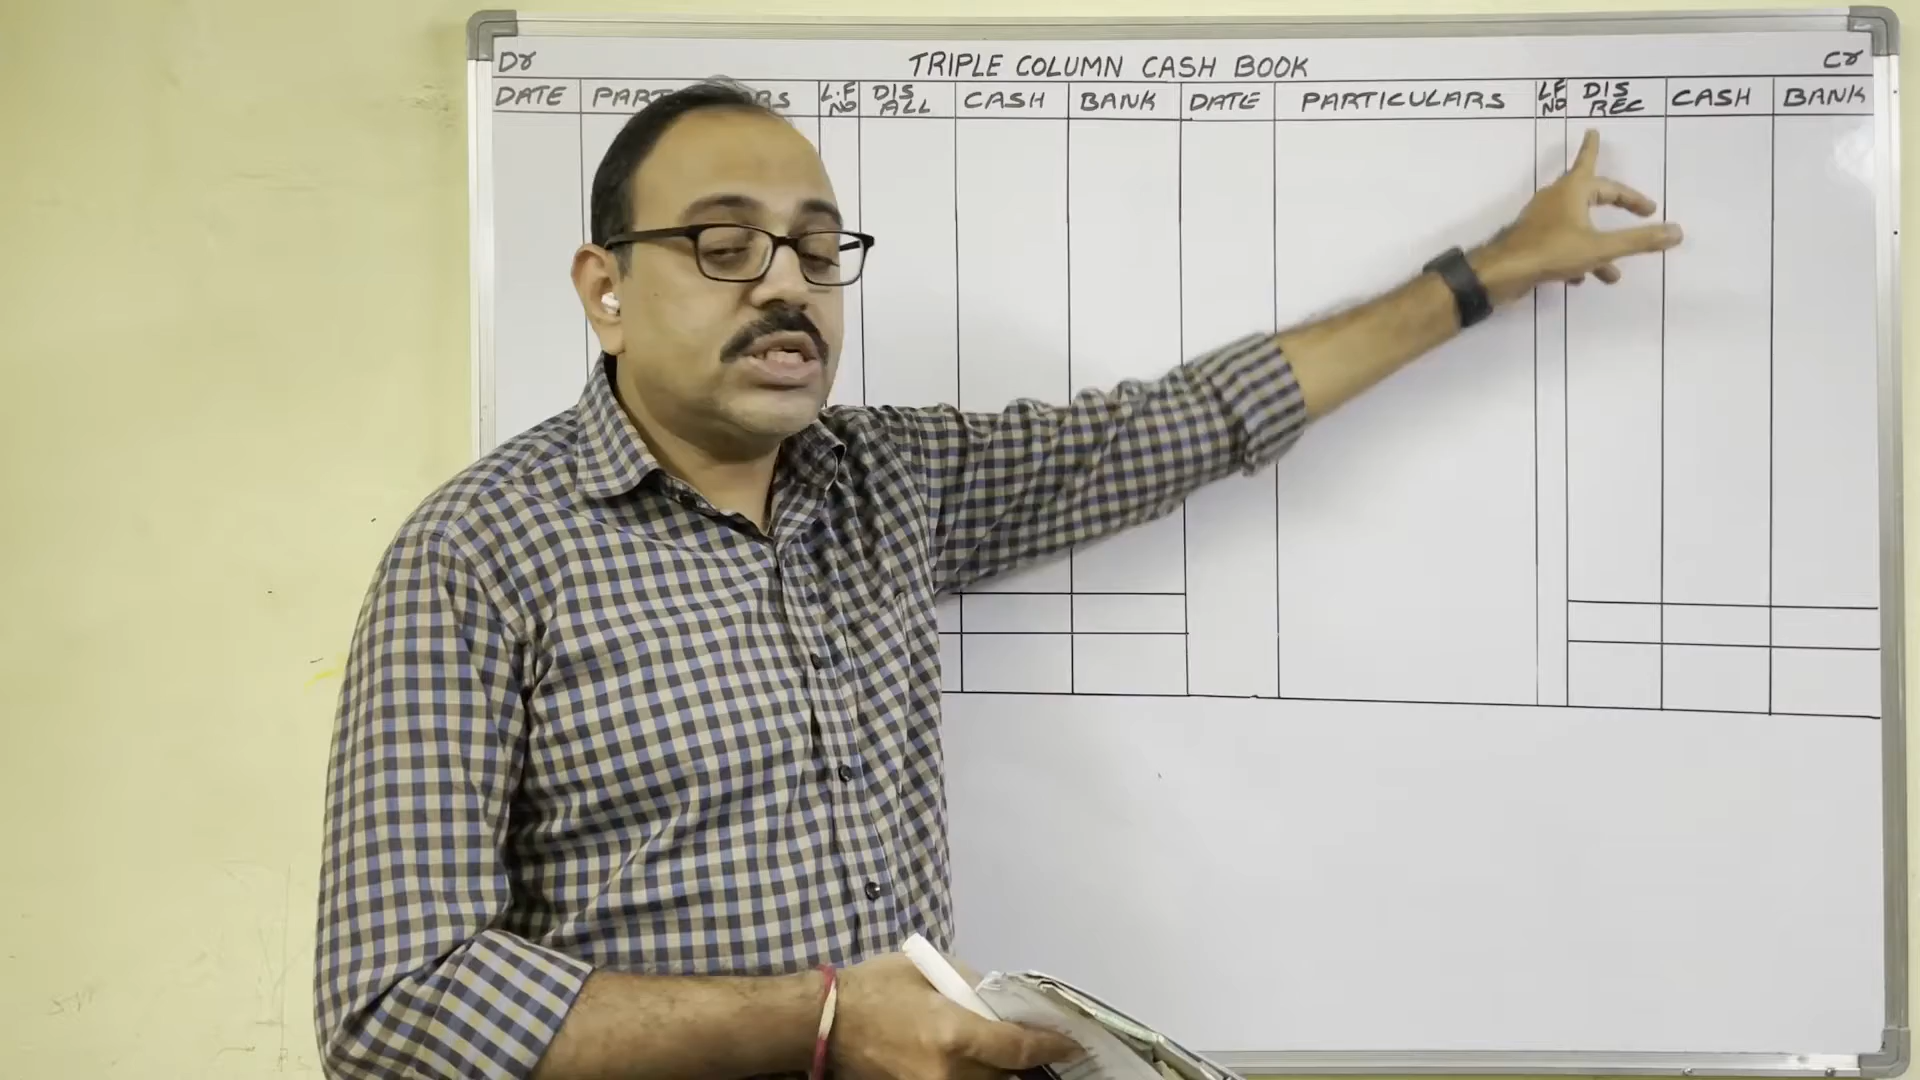 Dr TRIPLE COLUMN CASH BOOK Cr
DATE L.F NO DIS ALL CASH BANK DATE PARTICULARS LF NO DIS REC CASH BANK